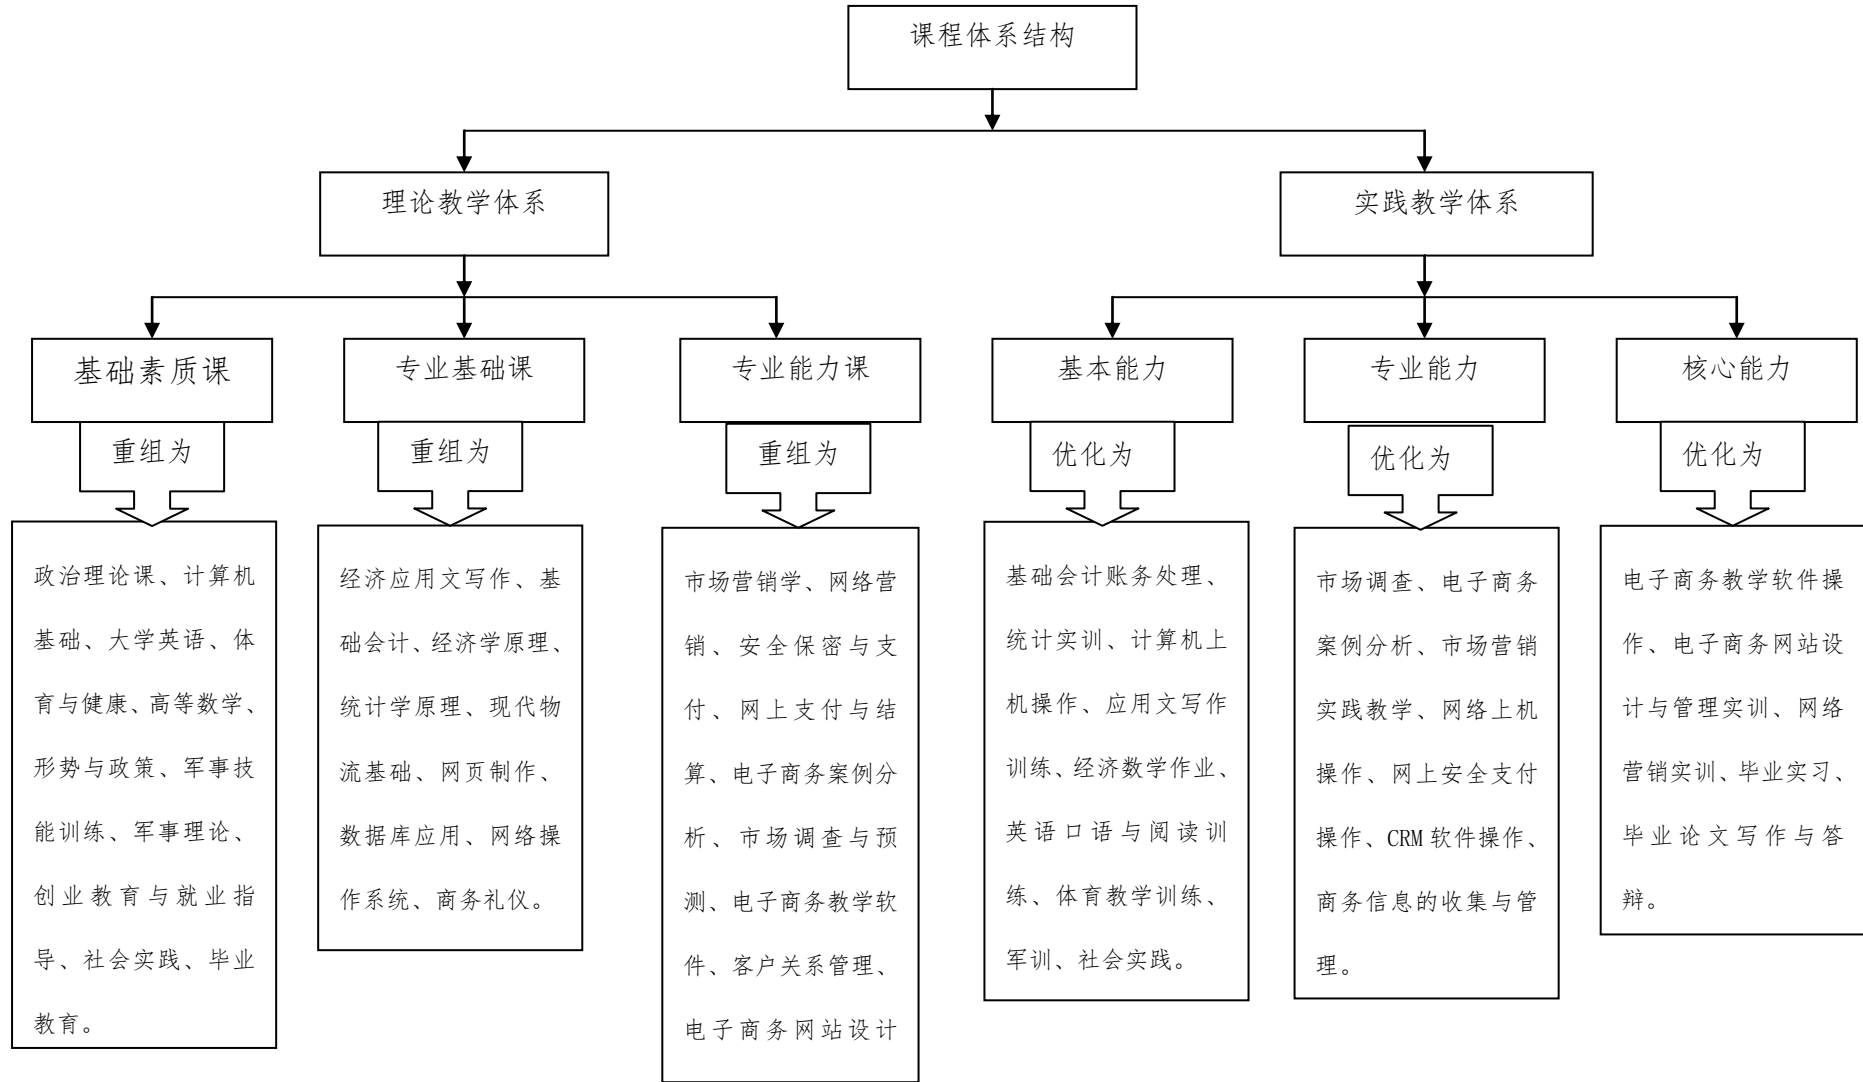 课程体系结构
理论教学体系
实践教学体系
基础素质课
专业基础课
专业能力课
基本能力
专业能力
核心能力
重组为
重组为
重组为
优化为
优化为
优化为
政治理论课、计算机
基础、大学英语、体
育与健康、高等数学、
形势与政策、军事技
能训练、军事理论、
创业教育与就业指
导、社会实践、毕业
教育。
经济应用文写作、基
础会计、经济学原理、
统计学原理、现代物
流基础、网页制作、
数据库应用、网络操
作系统、商务礼仪。
市场营销学、网络营
销、安全保密与支
付、网上支付与结
算、电子商务案例分
析、市场调查与预
测、电子商务教学软
件、客户关系管理、
电子商务网站设计
基础会计账务处理、
统计实训、计算机上
机操作、应用文写作
训练、经济数学作业、
英语口语与阅读训
练、体育教学训练、
军训、社会实践。
市场调查、电子商务
案例分析、市场营销
实践教学、网络上机
操作、网上安全支付
操作、CRM 软件操作、
商务信息的收集与管
理。
电子商务教学软件操
作、电子商务网站设
计与管理实训、网络
营销实训、毕业实习、
毕业论文写作与答
辩。